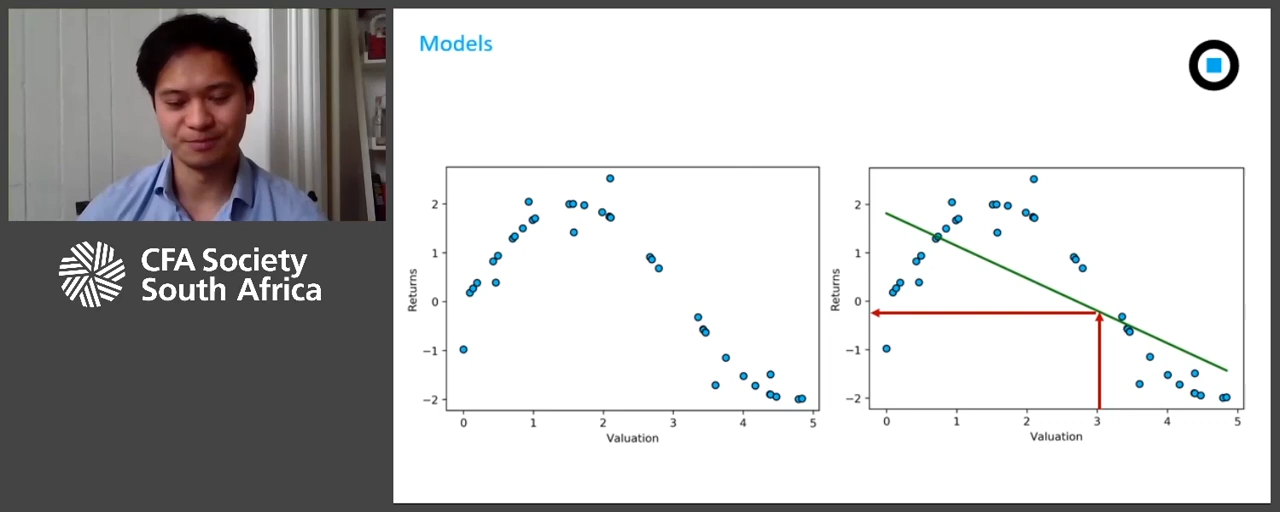 Models
CFA Society
South Africa
Returns
2
1
0
−1
−2
0 1 2 3 4 5
Valuation
Returns
2
1
0
−1
−2
0 1 2 3 4 5
Valuation